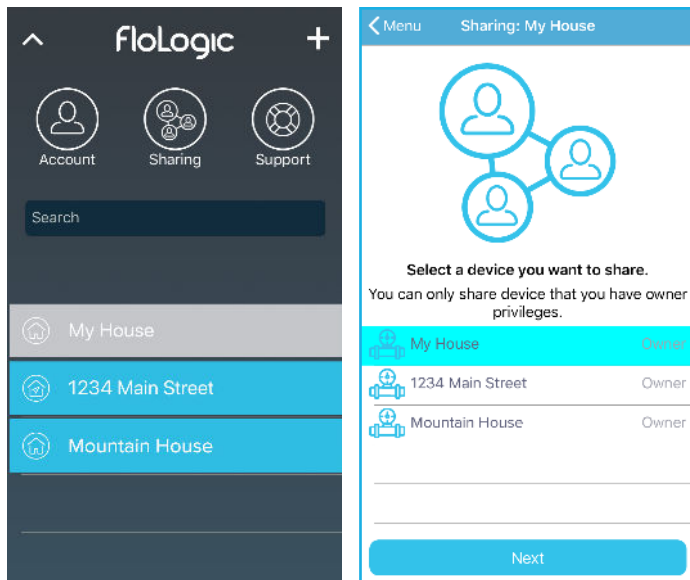 FloLogic
+
Account Sharing Support
Search
My House
1234 Main Street
Mountain House
Menu Sharing: My House
Select a device you want to share.
You can only share device that you have owner
privileges.
My House Owner
1234 Main Street Owner
Mountain House Owner
Next